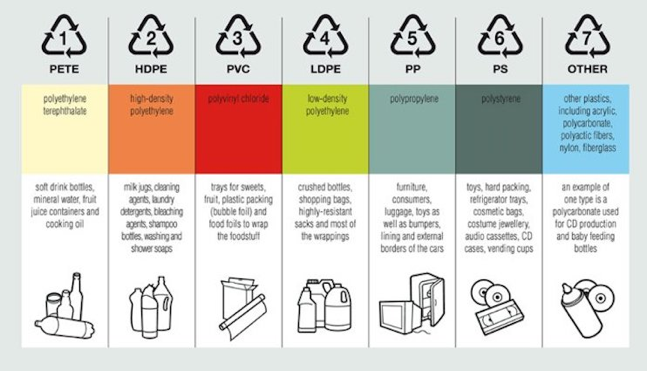 1
PETE
polyethylene
terephthalate
soft drink bottles,
mineral water, fruit
juice containers and
cooking oil
2
HDPE
high-density
polyethylene
milk jugs, cleaning
agents, laundry
detergents, bleaching
agents, shampoo
bottles, washing and
shower soaps
3
PVC
polyvinyl chloride
trays for sweets,
fruit, plastic packing
(bubble foil) and
food foils to wrap
the foodstuff
4
LDPE
low-density
polyethylene
crushed bottles,
shopping bags,
highly-resistant
sacks and most of
the wrappings
5
PP
polypropylene
furniture,
consumers,
luggage, toys as
well as bumpers,
lining and external
borders of the cars
6
PS
polystyrene
toys, hard packing,
refrigerator trays,
cosmetic bags,
costume jewellery,
audio cassettes, CD
cases, vending cups
7
OTHER
other plastics,
including acrylic,
polycarbonate,
polyactic fibers,
nylon, fiberglass
an example of
one type is a
polycarbonate used
for CD production
and baby feeding
bottles